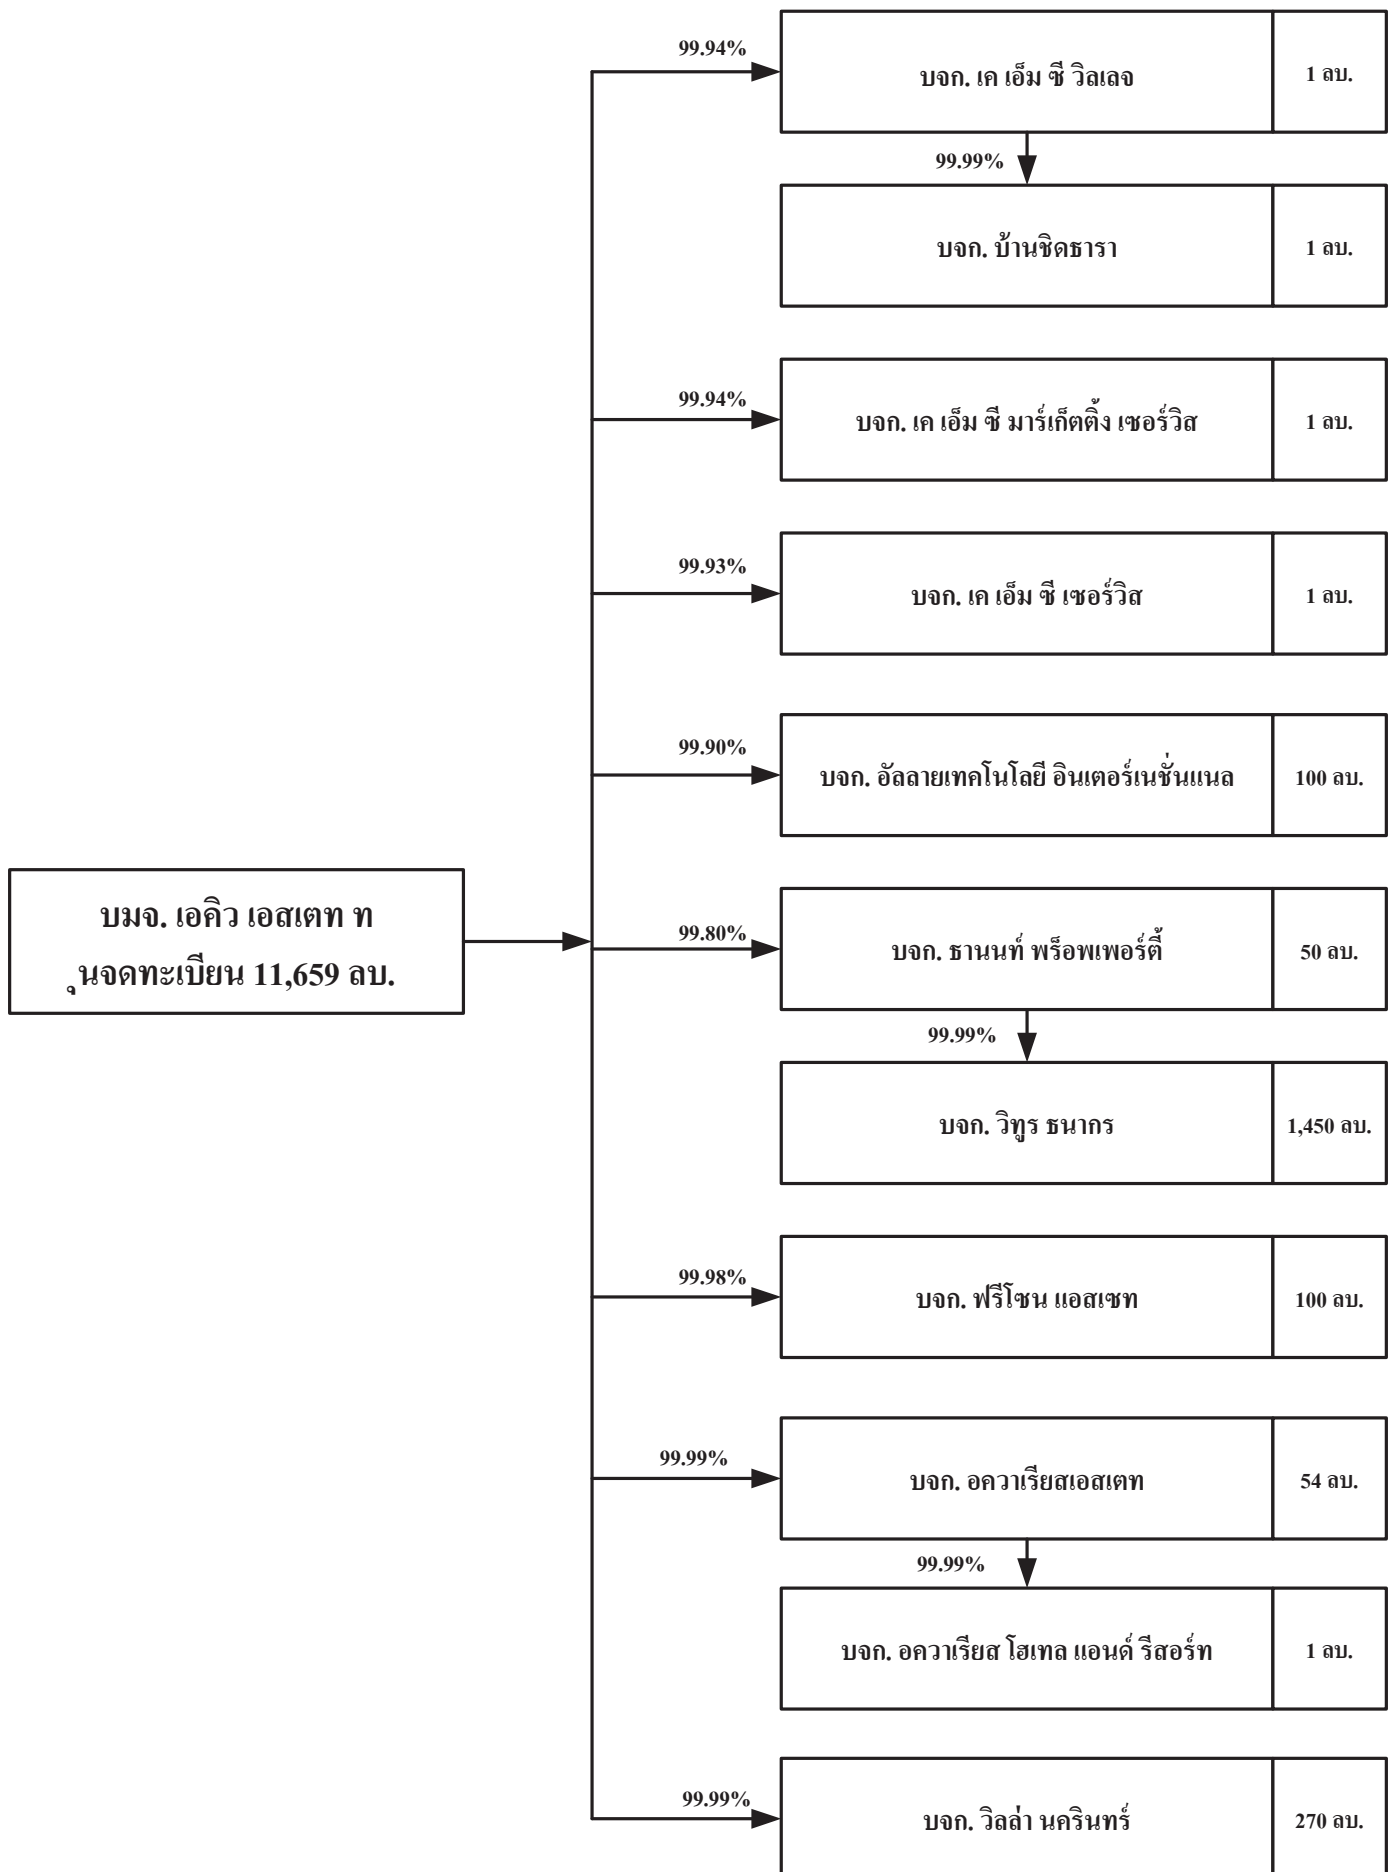 99.94%
บจก. เค เอ็ม ซี วิลเลจ
1 ลบ.
99.99%
บจก. บ้านชิดธารา
1 ลบ.
99.94%
บจก. เค เอ็ม ซี มาร์เก็ตติ้ง เซอร์วิส
1 ลบ.
99.93%
บจก. เค เอ็ม ซี เซอร์วิส
1 ลบ.
99.90%
บจก. อัลลายเทคโนโลยี อินเตอร์เนชั่นแนล
100 ลบ.
บมจ. เอคิว เอสเตท ท
ุนจดทะเบียน 11,659 ลบ.
99.80%
บจก. ธานนท์ พร็อพเพอร์ตี้
50 ลบ.
99.99%
บจก. วิทูร ธนากร
1,450 ลบ.
99.98%
บจก. ฟรีโซน แอสเซท
100 ลบ.
99.99%
บจก. อควาเรียสเอสเตท
54 ลบ.
99.99%
บจก. อควาเรียส โฮเทล แอนด์ รีสอร์ท
1 ลบ.
99.99%
บจก. วิลล่า นครินทร์
270 ลบ.